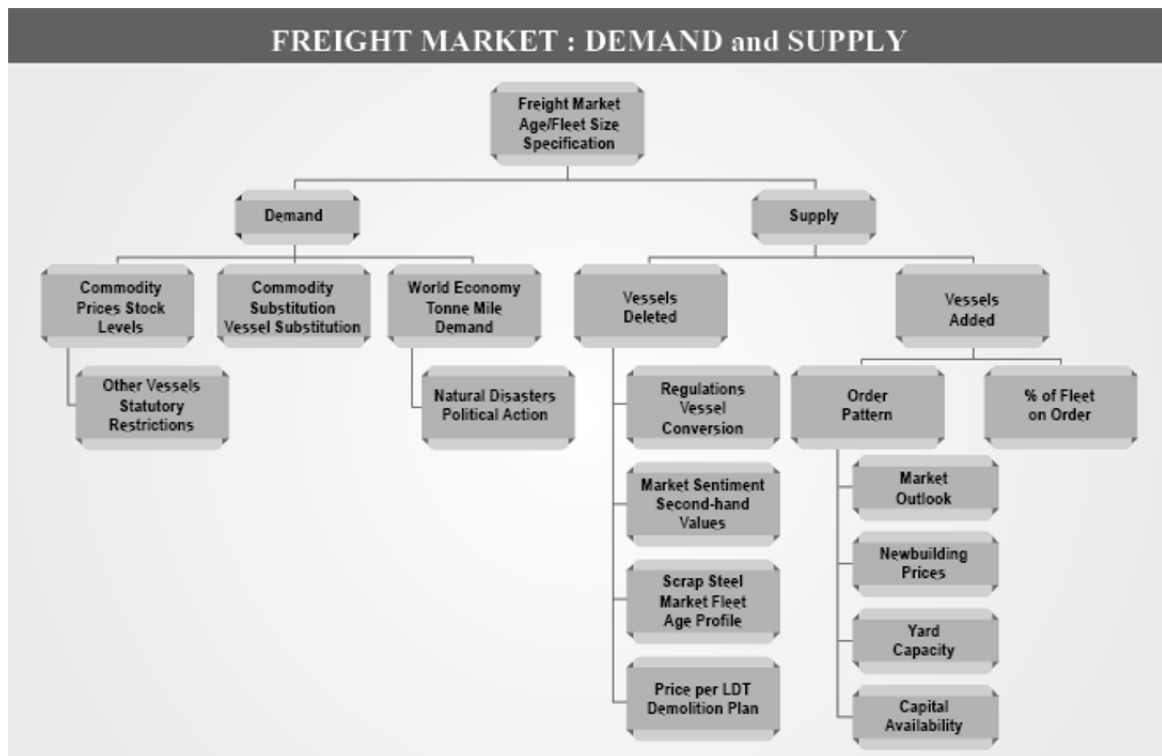 FREIGHT MARKET : DEMAND and SUPPLY
Freight Market
Age/Fleet Size
Specification
Demand
Supply
Commodity
Prices Stock
Levels
Commodity
Substitution
Vessel Substitution
World Economy
Tonne Mile
Demand
Vessels
Deleted
Vessels
Added
Other Vessels
Statutory
Restrictions
Natural Disasters
Political Action
Regulations
Vessel
Conversion
Order
Pattern
% of Fleet
on Order
Market Sentiment
Second-hand
Values
Market
Outlook
Scrap Steel
Market Fleet
Age Profile
Newbuilding
Prices
Yard
Capacity
Price per LDT
Demolition Plan
Capital
Availability